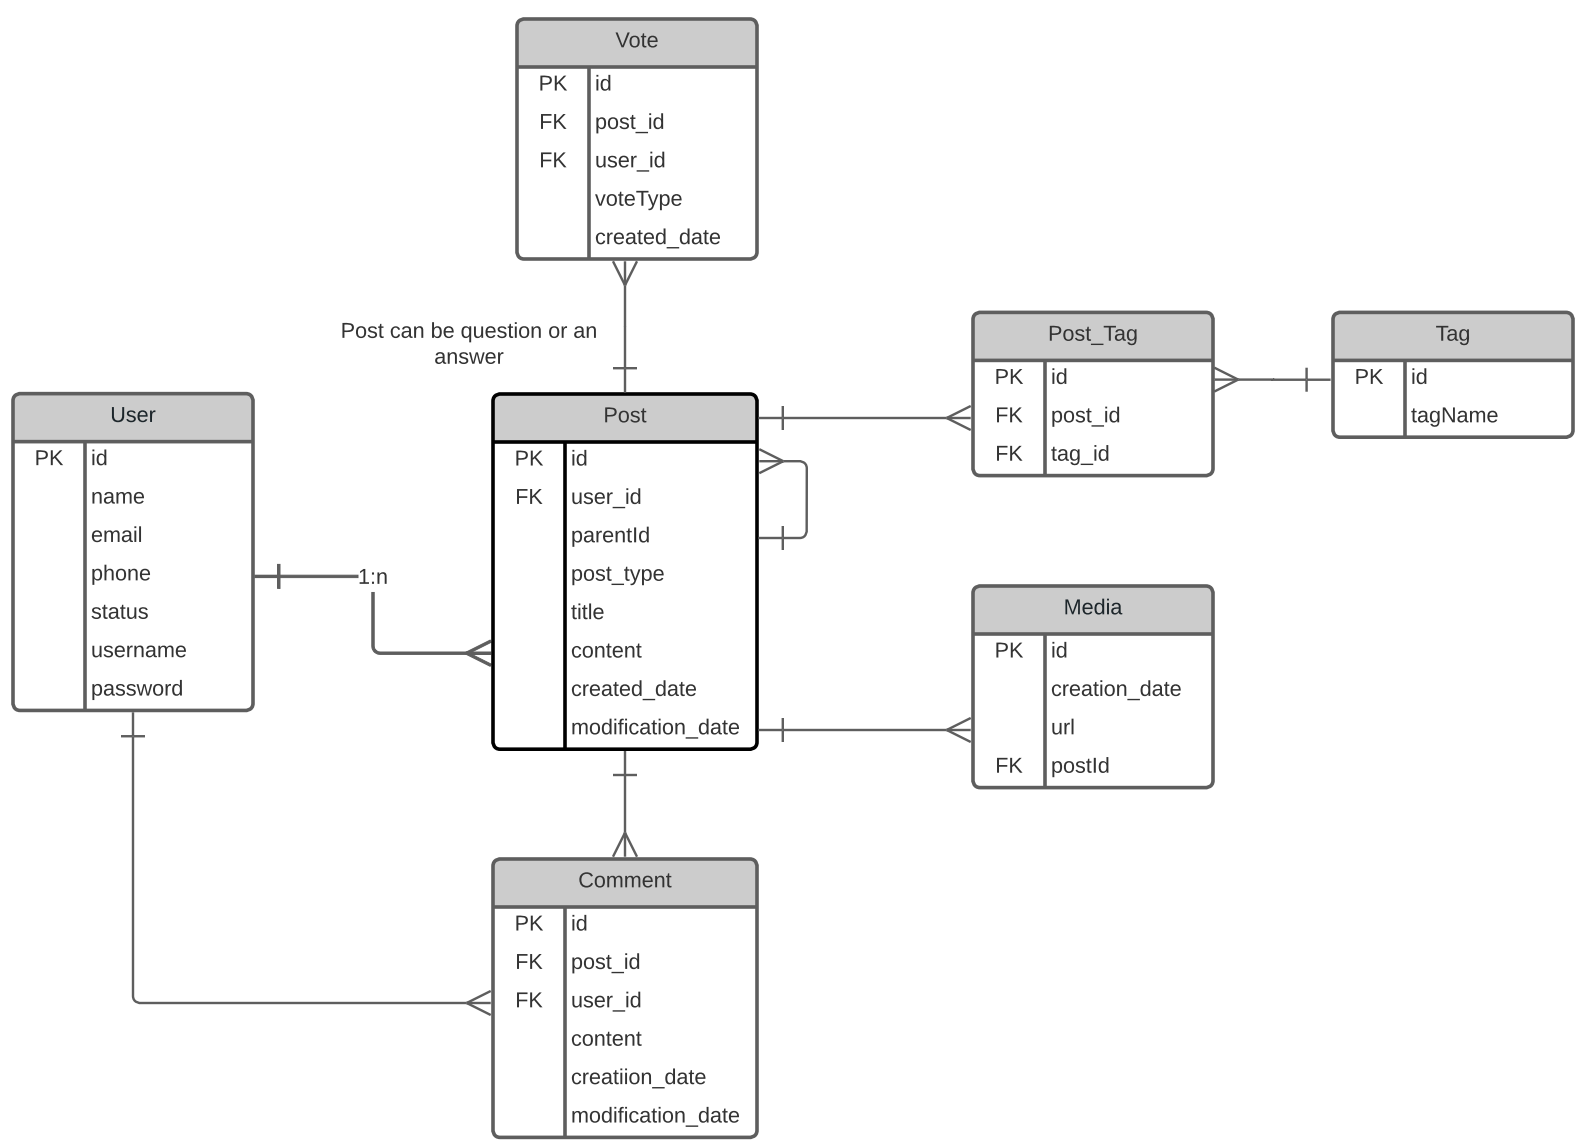 Vote
PK id
FK post_id
FK user_id
voteType
created_date
Post can be question or an
answer
User
PK id
name
email
phone
status
username
password
1:n
Post
PK id
FK user_id
parentId
post_type
title
content
created_date
modification_date
Post_Tag
PK id
FK post_id
FK tag_id
Tag
PK id
tagName
Media
PK id
creation_date
url
FK postId
Comment
PK id
FK post_id
FK user_id
content
creatiion_date
modification_date